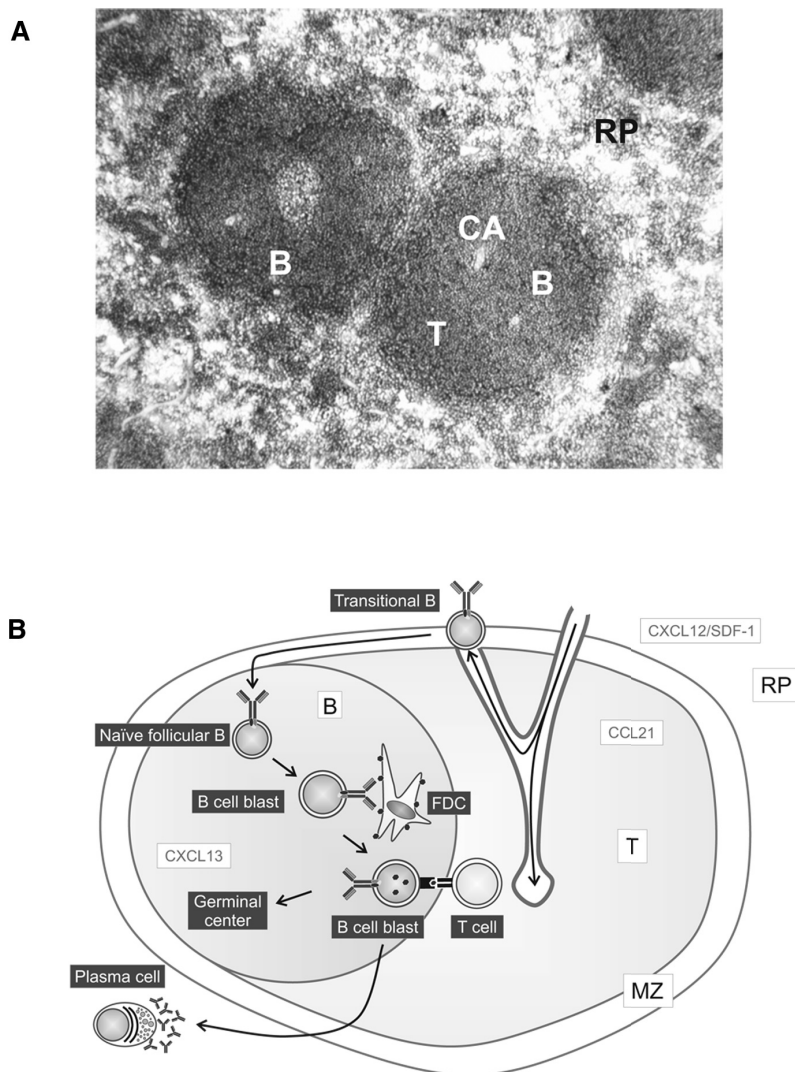 A
RP
CA
B
B
T
B
Transitional B
CXCL12/SDF-1
RP
B
Naïve follicular B
CCL21
B cell blast
FDC
T
CXCL13
Germinal
center
B cell blast
T cell
Plasma cell
MZ